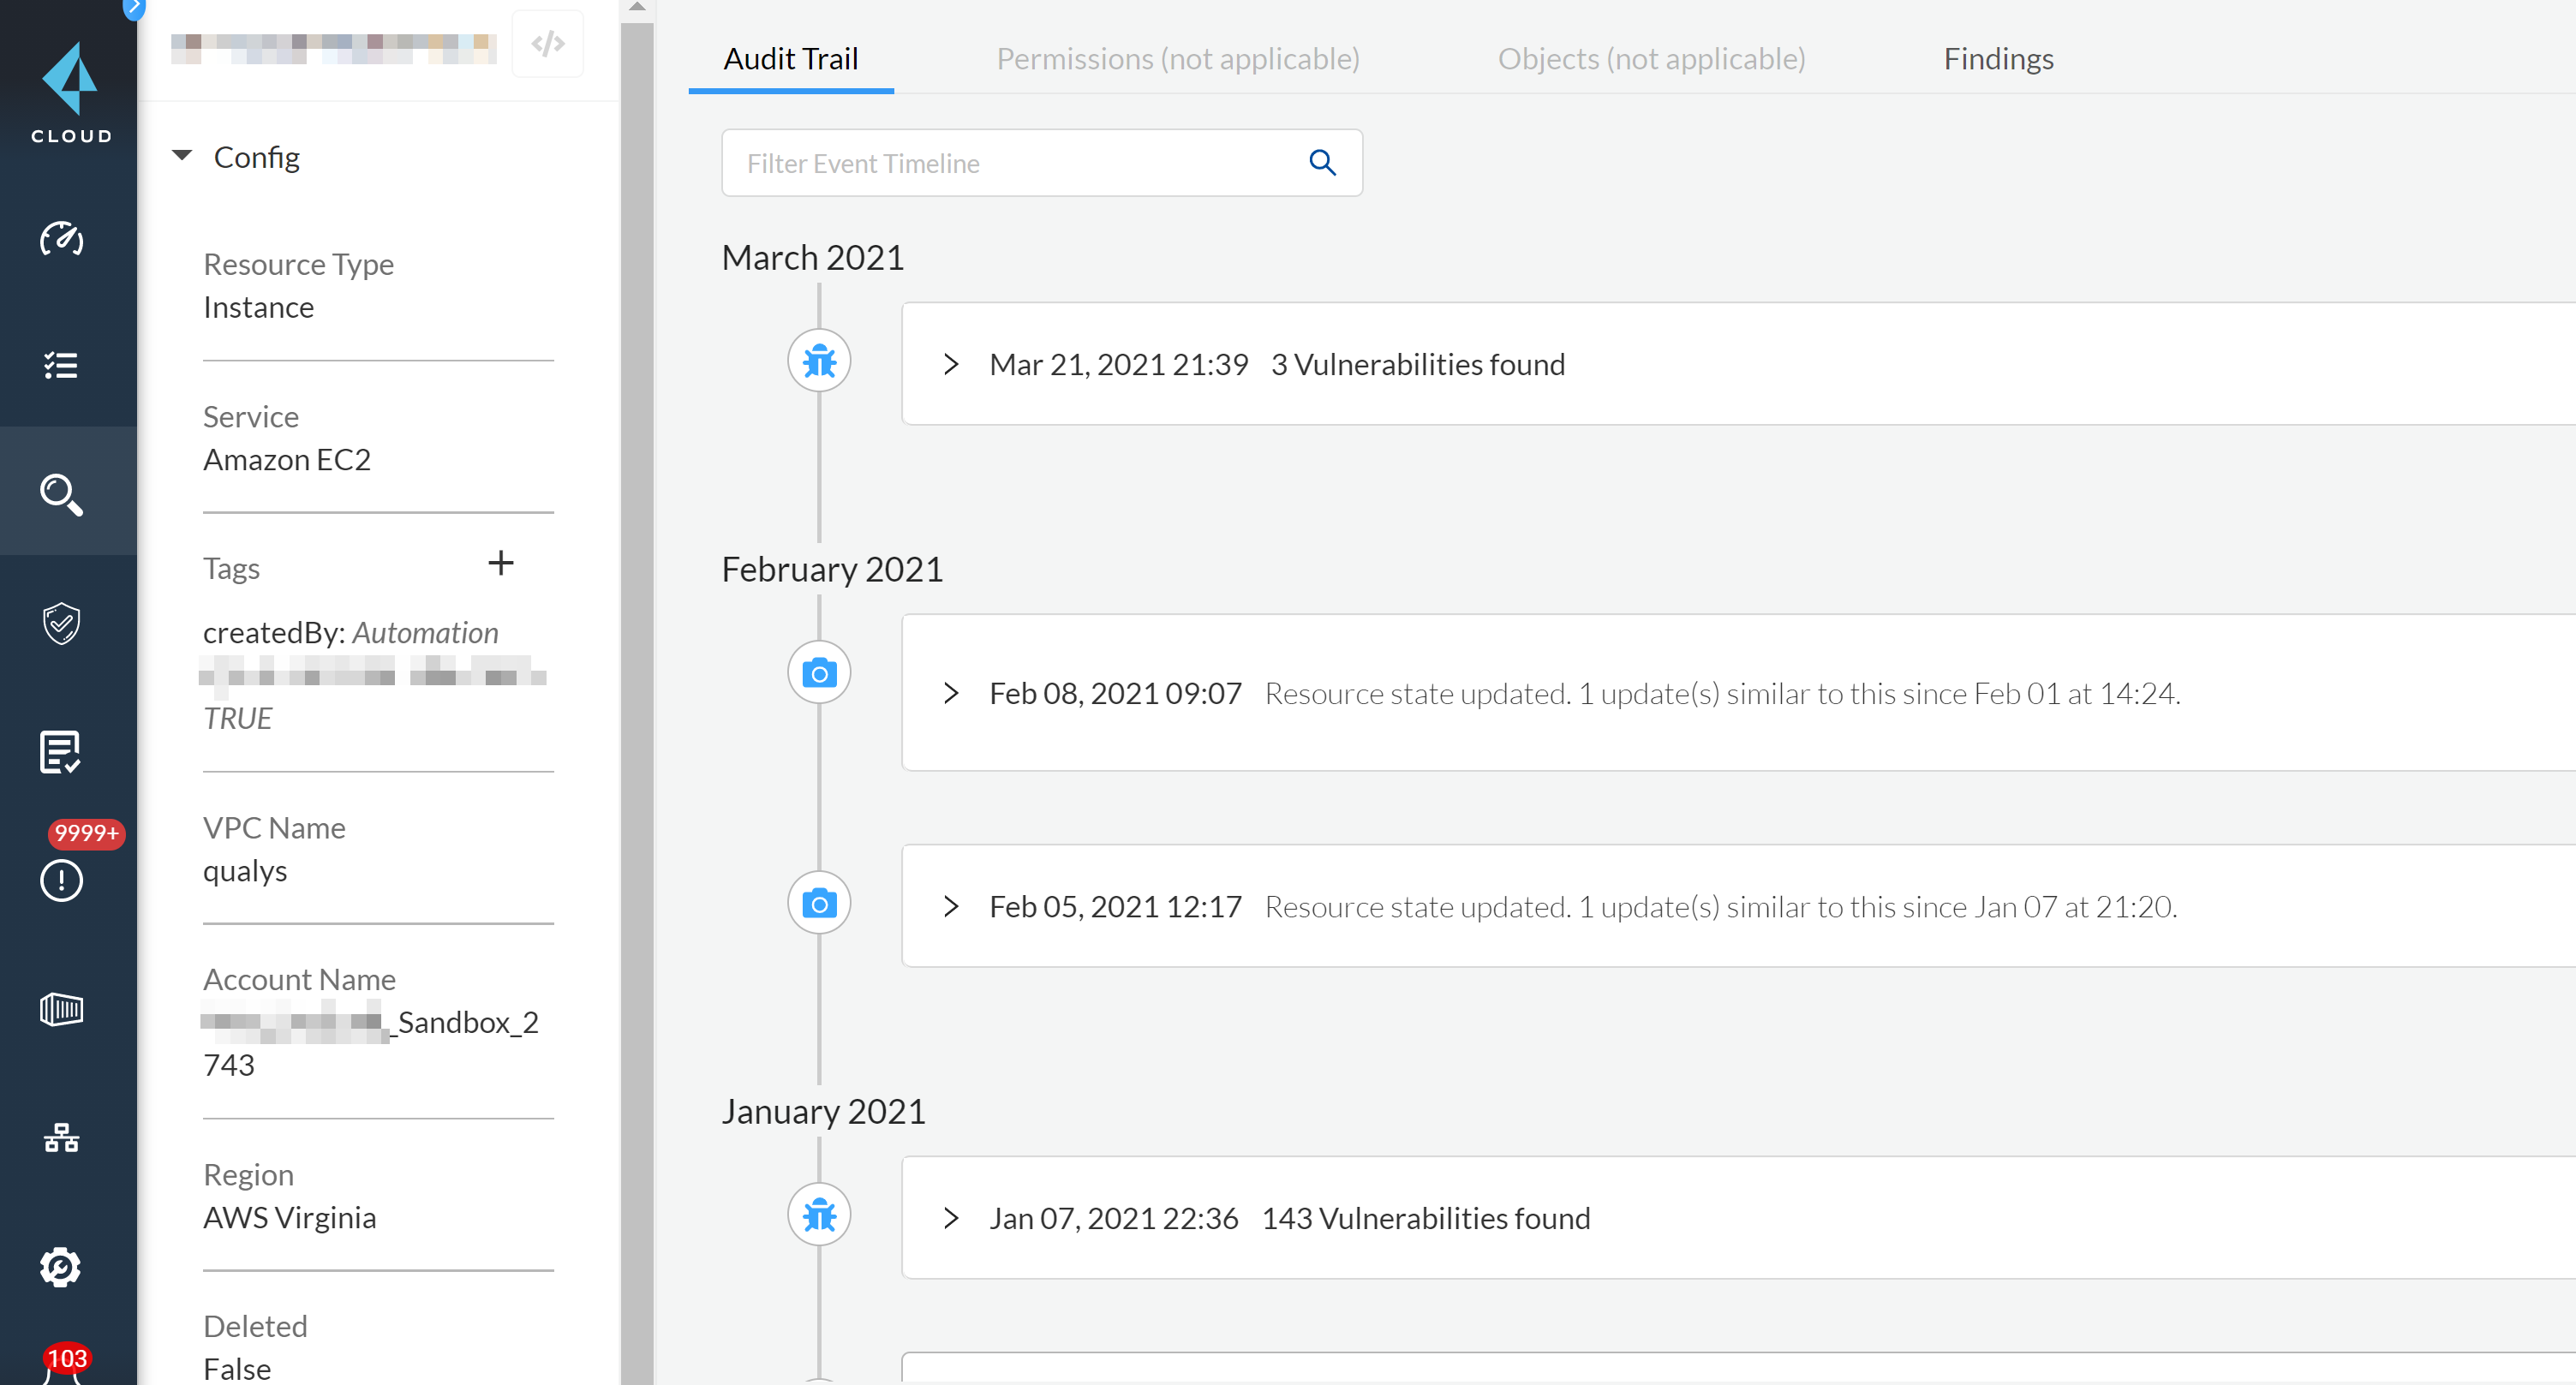 CLOUD
9999+
103
Config
Resource Type
Instance
Service
Amazon EC2
Tags
createdBy: Automation
TRUE
VPC Name
qualys
Account Name
_Sandbox_2
743
Region
AWS Virginia
Deleted
False
Audit Trail
Permissions (not applicable)
Objects (not applicable)
Findings
Filter Event Timeline
March 2021
Mar 21, 2021 21:39 3 Vulnerabilities found
February 2021
Feb 08, 2021 09:07 Resource state updated. 1 update(s) similar to this since Feb 01 at 14:24.
Feb 05, 2021 12:17 Resource state updated. 1 update(s) similar to this since Jan 07 at 21:20.
January 2021
Jan 07, 2021 22:36 143 Vulnerabilities found